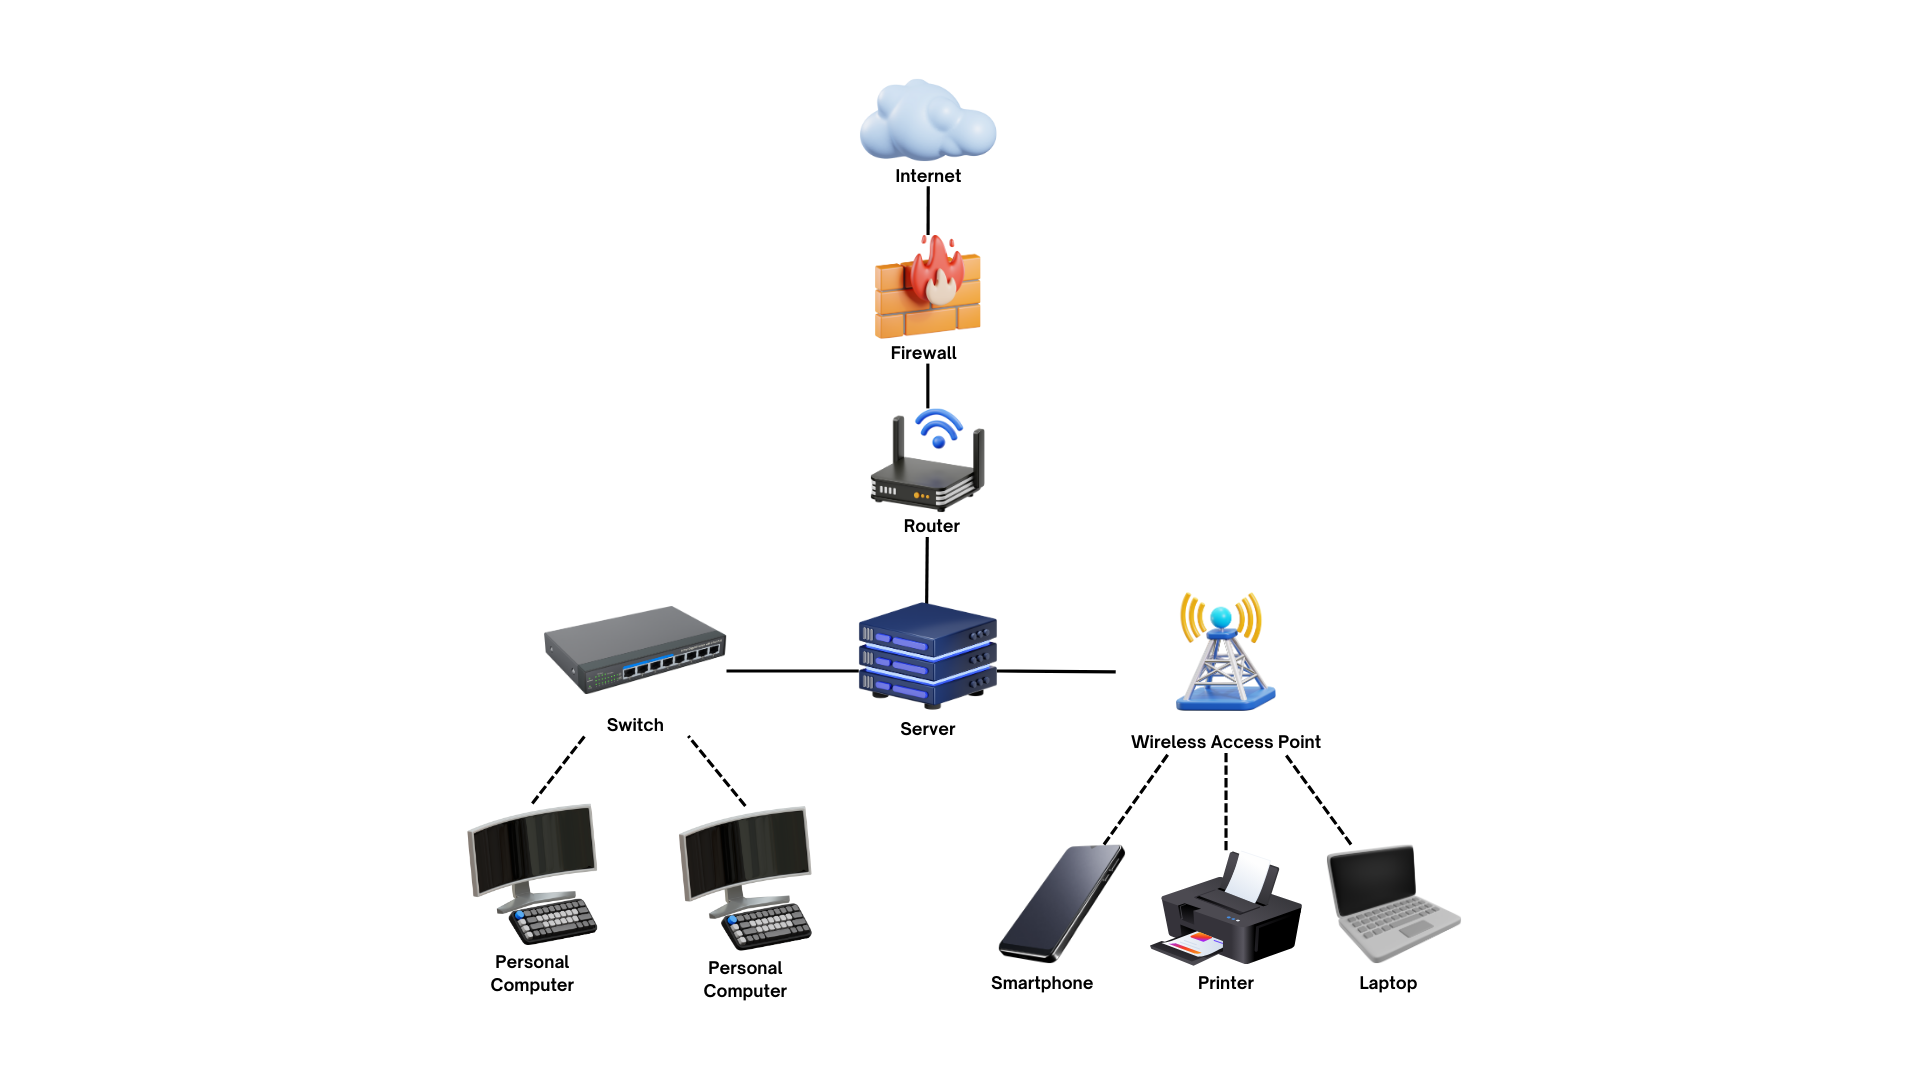 Internet
Firewall
Router
Switch
Server
Wireless Access Point
Personal
Computer
Personal
Computer
Smartphone
Printer
Laptop